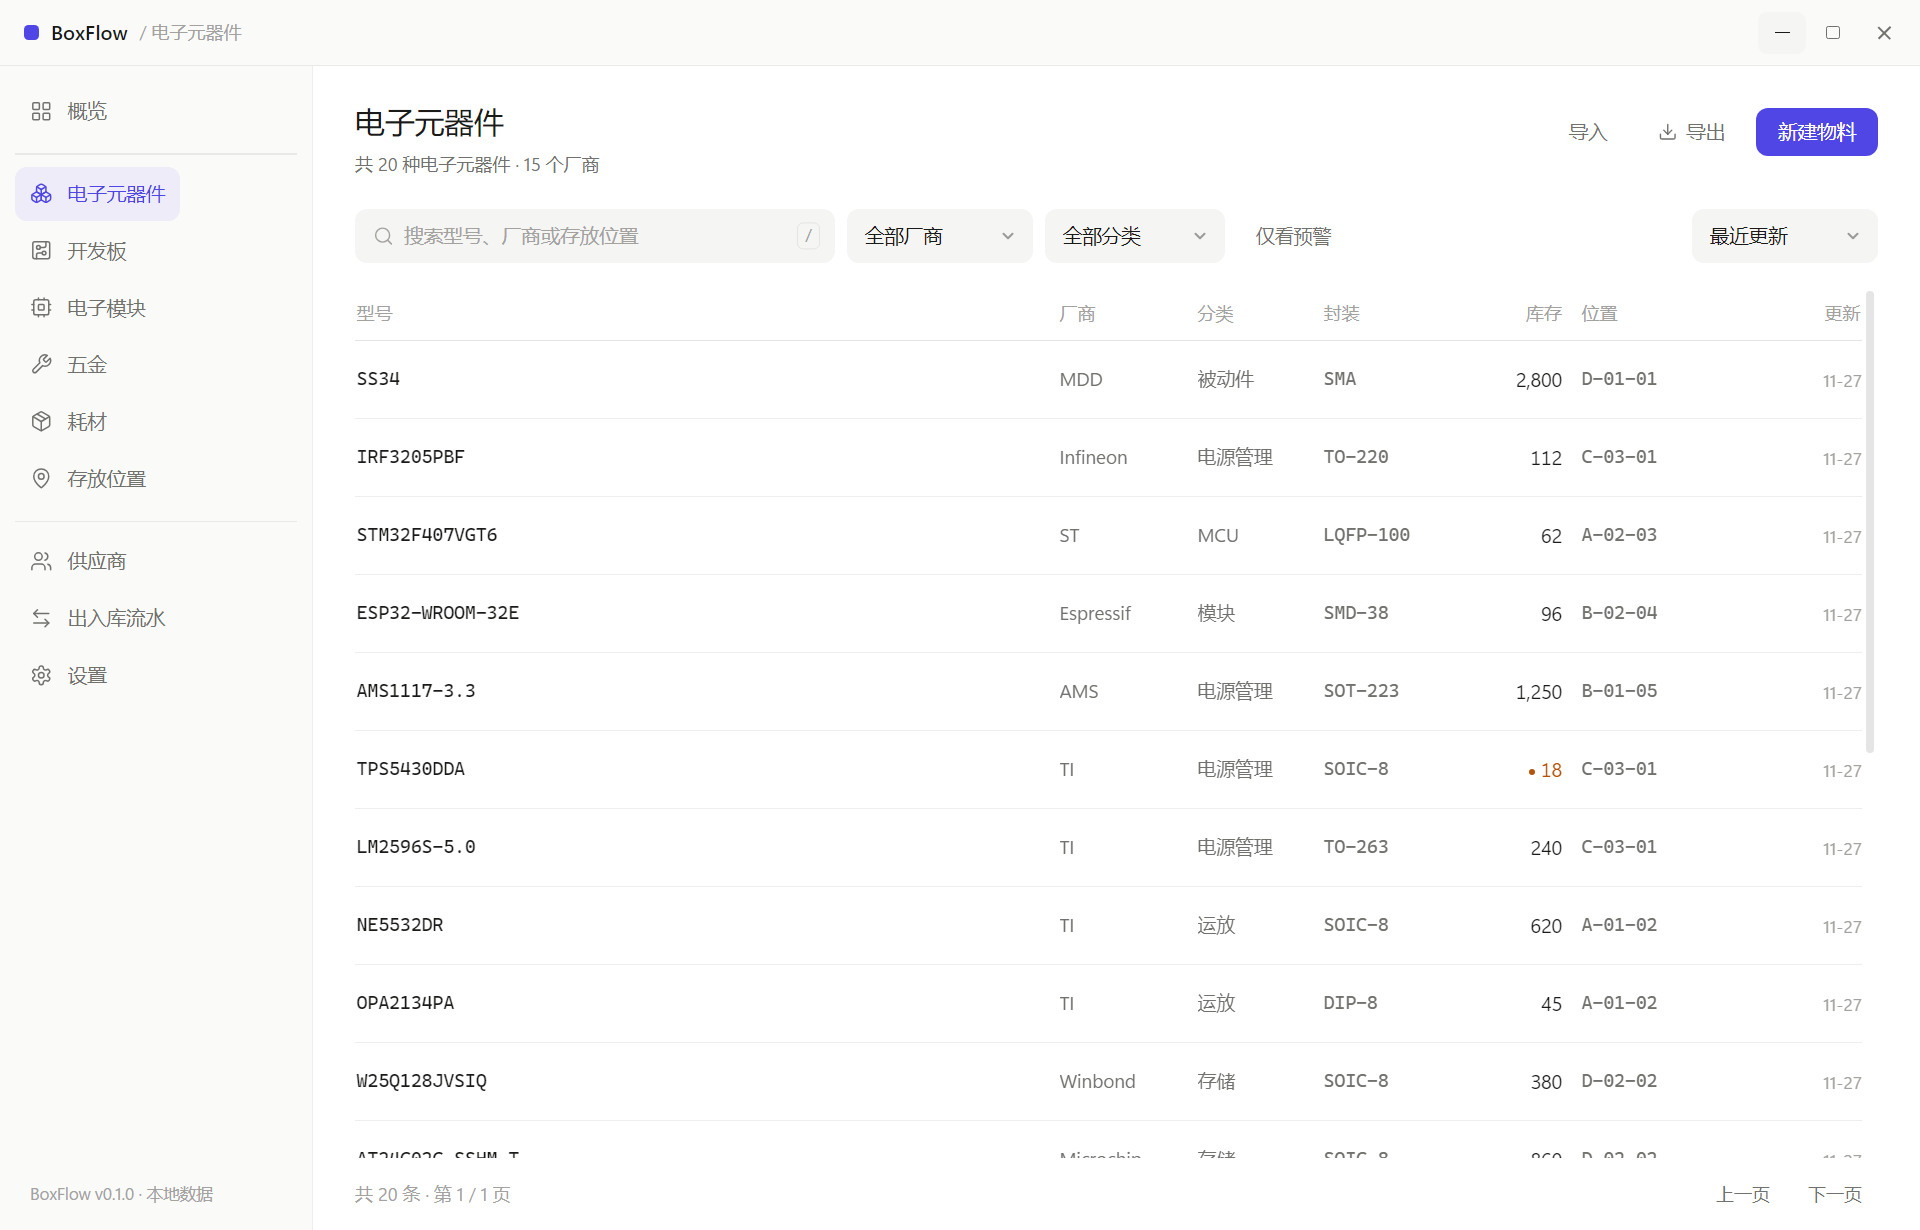 BoxFlow / 电子元器件
概览
电子元器件
开发板
电子模块
五金
耗材
存放位置
供应商
出入库流水
设置
BoxFlow v0.1.0 · 本地数据
电子元器件
共 20 种电子元器件 · 15 个厂商
导入 导出 新建物料
搜索型号、厂商或存放位置 / 全部厂商 全部分类 仅看预警 最近更新
型号 厂商 分类 封装 库存 位置 更新
SS34 MDD 被动件 SMA 2,800 D-01-01 11-27
IRF3205PBF Infineon 电源管理 TO-220 112 C-03-01 11-27
STM32F407VGT6 ST MCU LQFP-100 62 A-02-03 11-27
ESP32-WROOM-32E Espressif 模块 SMD-38 96 B-02-04 11-27
AMS1117-3.3 AMS 电源管理 SOT-223 1,250 B-01-05 11-27
TPS5430DDA TI 电源管理 SOIC-8 • 18 C-03-01 11-27
LM2596S-5.0 TI 电源管理 TO-263 240 C-03-01 11-27
NE5532DR TI 运放 SOIC-8 620 A-01-02 11-27
OPA2134PA TI 运放 DIP-8 45 A-01-02 11-27
W25Q128JVSIQ Winbond 存储 SOIC-8 380 D-02-02 11-27
Microchip 存储 SOIC-8 D-02-02 11-27
共 20 条 · 第 1 / 1 页 上一页 下一页